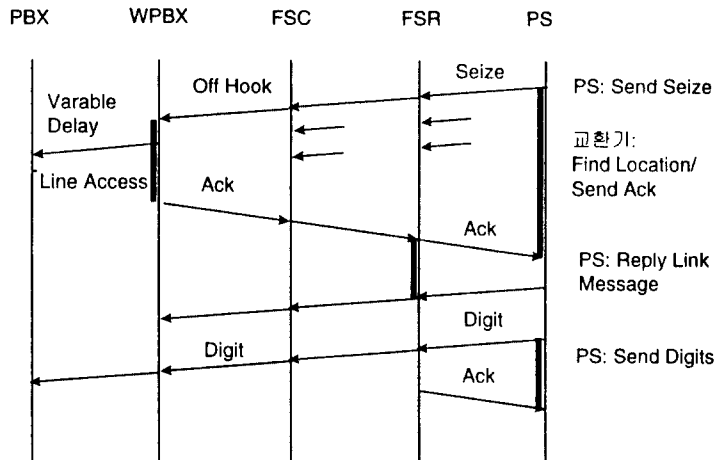 PBX WPBX FSC FSR PS
Seize
PS: Send Seize
Off Hook
Varable
Delay
교환기:
Find Location/
Send Ack
Line Access
Ack
Ack
PS: Reply Link
Message
Digit
Digit
PS: Send Digits
Ack